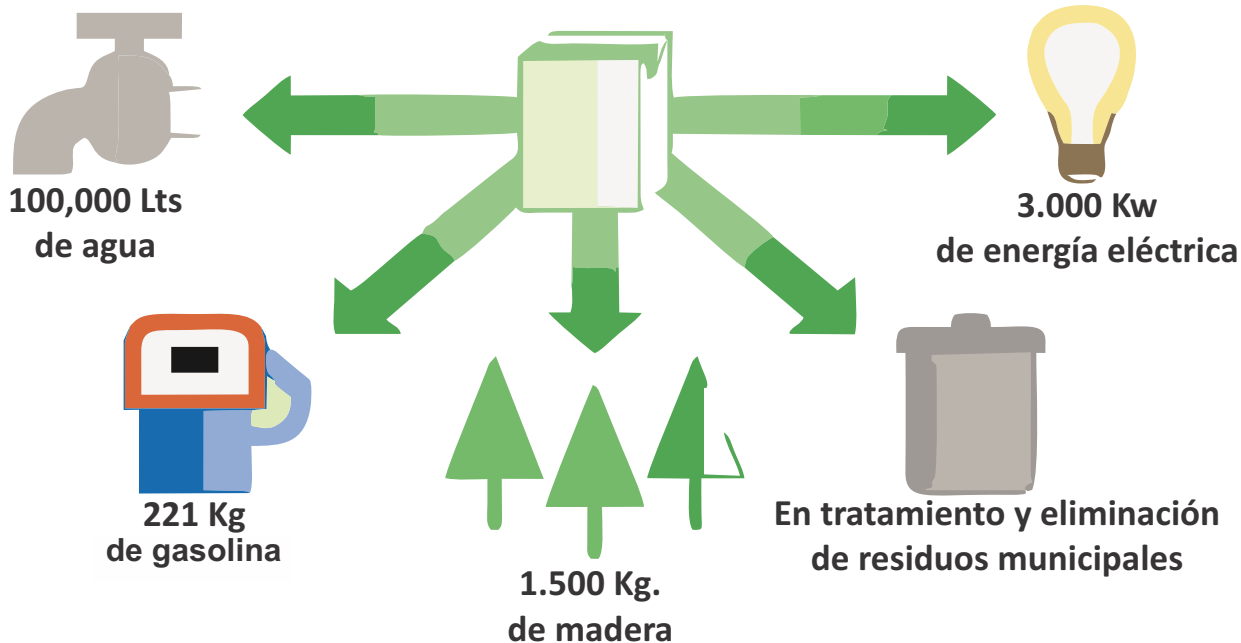 100,000 Lts
de agua
3.000 Kw
de energía eléctrica
221 Kg
de gasolina
1.500 Kg.
de madera
En tratamiento y eliminación
de residuos municipales